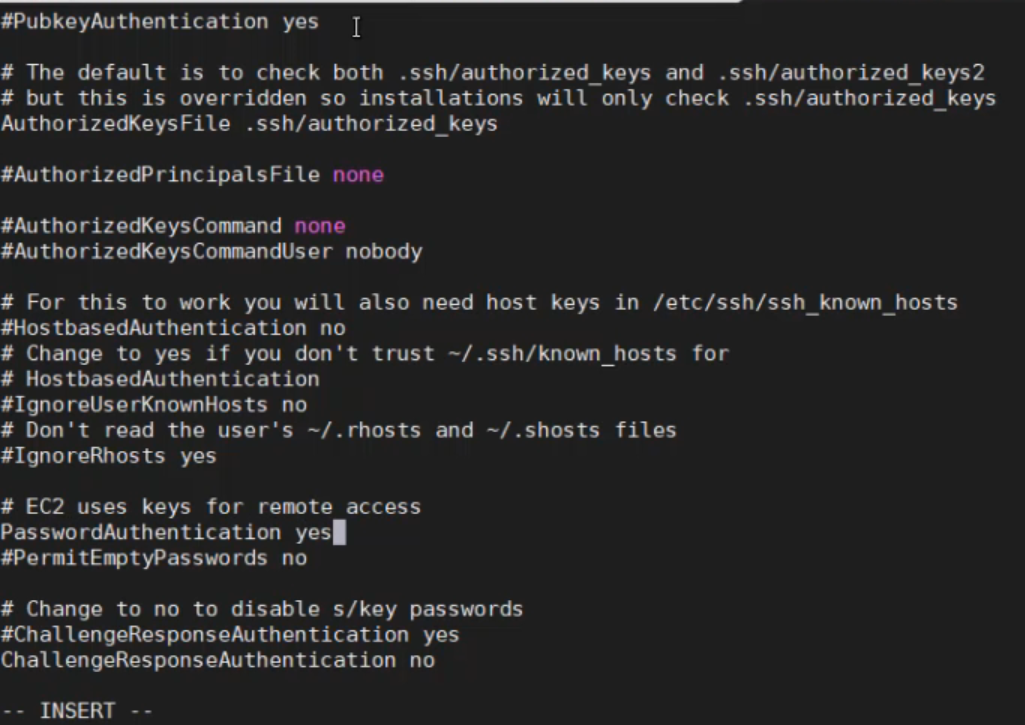 #PubkeyAuthentication yes
# The default is to check both .ssh/authorized_keys and .ssh/authorized_keys2
# but this is overridden so installations will only check .ssh/authorized_keys
AuthorizedKeysFile .ssh/authorized_keys
#AuthorizedPrincipalsFile none
#AuthorizedKeysCommand none
#AuthorizedKeysCommandUser nobody
# For this to work you will also need host keys in /etc/ssh/ssh_known_hosts
#HostbasedAuthentication no
# Change to yes if you don't trust ~/.ssh/known_hosts for
# HostbasedAuthentication
#IgnoreUserKnownHosts no
# Don't read the user's ~/.rhosts and ~/.shosts files
#IgnoreRhosts yes
# EC2 uses keys for remote access
PasswordAuthentication yes
#PermitEmptyPasswords no
# Change to no to disable s/key passwords
#ChallengeResponseAuthentication yes
ChallengeResponseAuthentication no
-- INSERT --